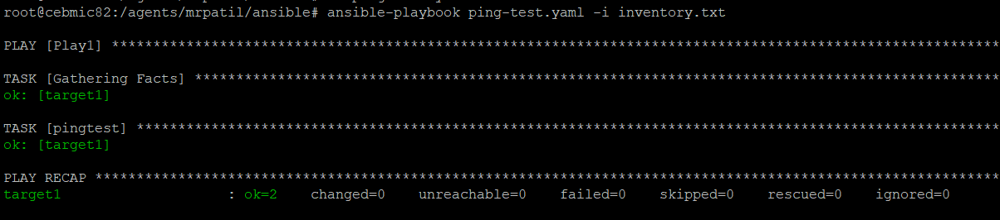 root@cebmic82:/agents/mrpatil/ansible# ansible-playbook ping-test.yaml -i inventory.txt
PLAY [Play1] ***********************************************************************************************************
TASK [Gathering Facts] *************************************************************************************************
ok: [target1]
TASK [pingtest] ********************************************************************************************************
ok: [target1]
PLAY RECAP *************************************************************************************************************
target1                    : ok=2    changed=0    unreachable=0    failed=0    skipped=0    rescued=0    ignored=0